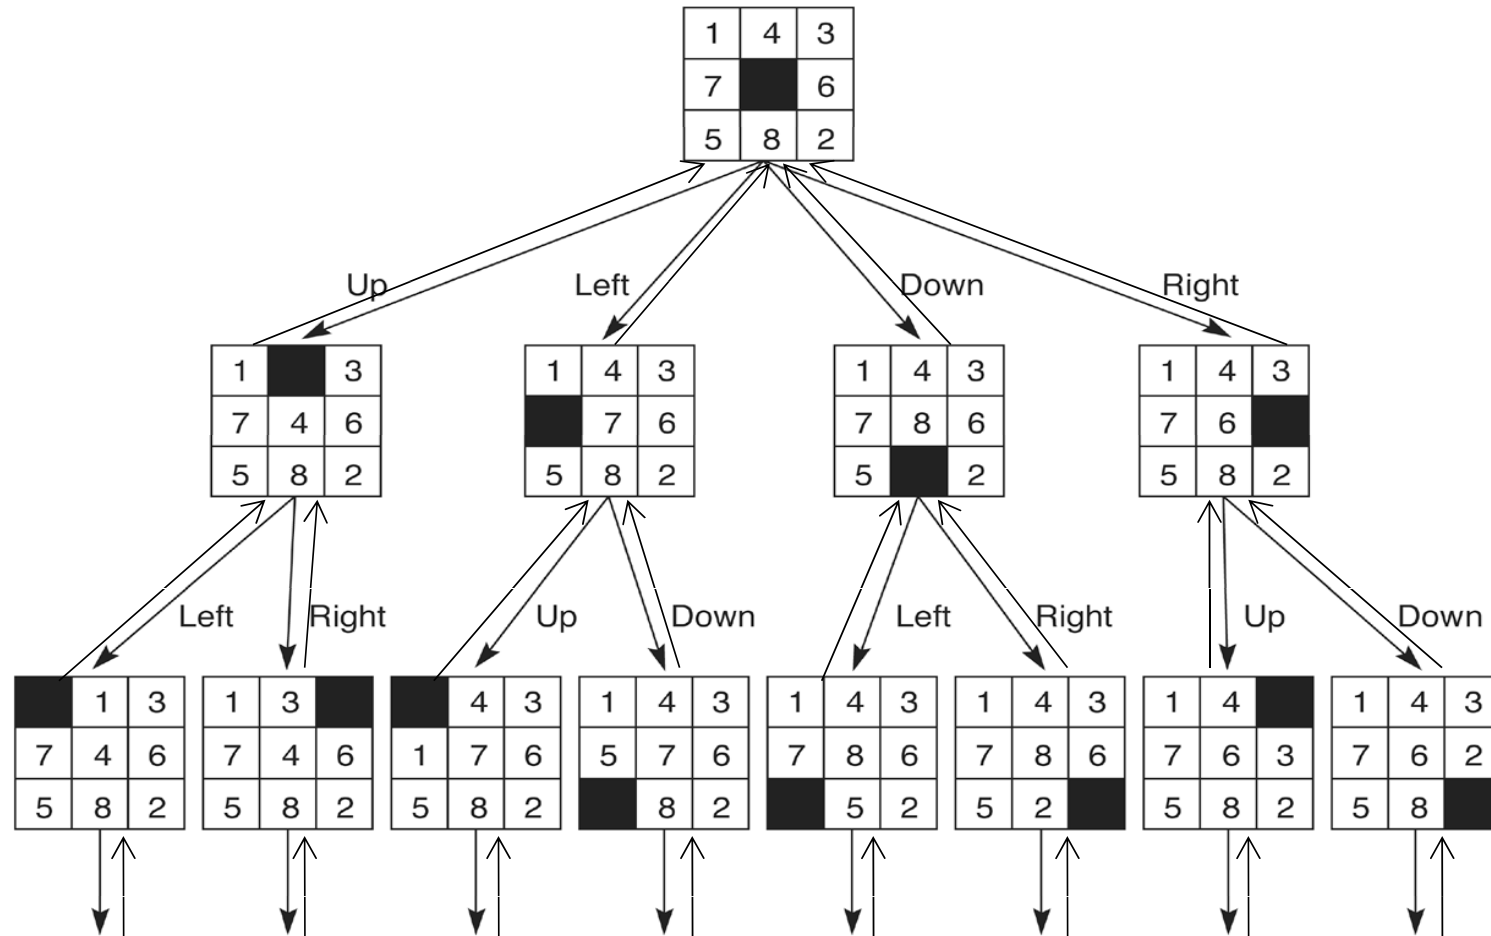 1 4 3
7 6
5 8 2
Up Left Down Right
1 3 1 4 3 1 4 3 1 4 3
7 4 6 7 6 7 8 6 7 6
5 8 2 5 8 2 5 2 5 8 2
Left Right Up Down Left Right Up Down
1 3 1 3 4 3 1 4 3 1 4 3 1 4 3 1 4 1 4 3
7 4 6 7 4 6 1 7 6 5 7 6 7 8 6 7 8 6 7 6 3 7 6 2
5 8 2 5 8 2 5 8 2 8 2 5 2 5 2 5 8 2 5 8